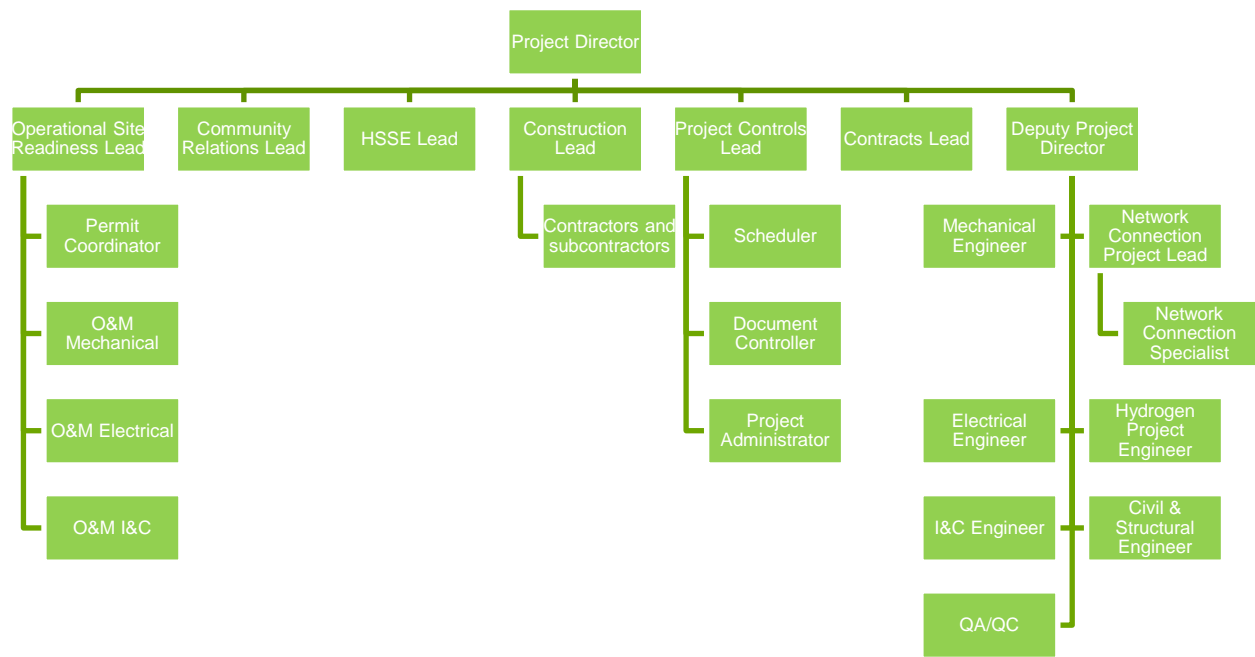 Project Director
Operational Site
Readiness Lead
Community
Relations Lead
HSSE Lead
Construction
Lead
Project Controls
Lead
Contracts Lead
Deputy Project
Director
Permit
Coordinator
Contractors and
subcontractors
Scheduler
Mechanical
Engineer
Network
Connection
Project Lead
O&M
Mechanical
Document
Controller
Network
Connection
Specialist
O&M Electrical
Project
Administrator
Electrical
Engineer
Hydrogen
Project
Engineer
O&M I&C
I&C Engineer
Civil &
Structural
Engineer
QA/QC